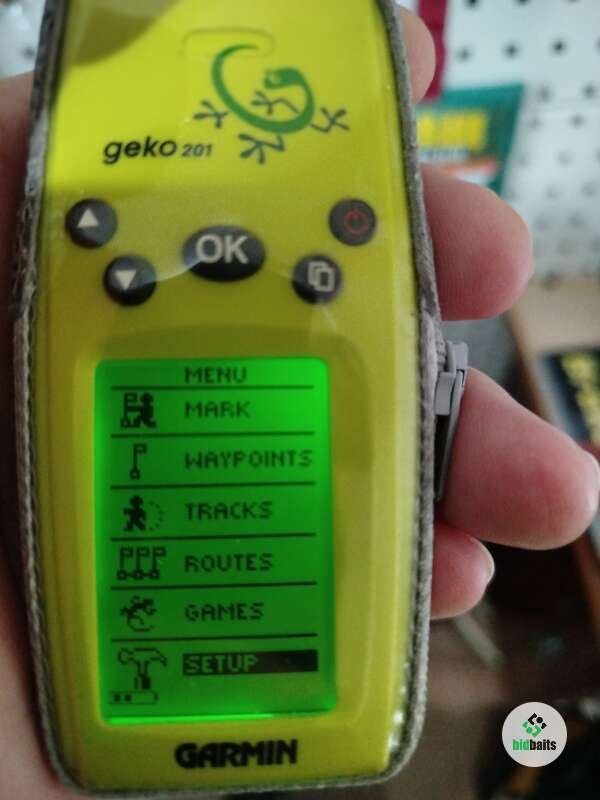 geko 201
OK
MENU
MARK
WAYPOINTS
TRACKS
ROUTES
GAMES
SETUP
GARMIN
bidbaits